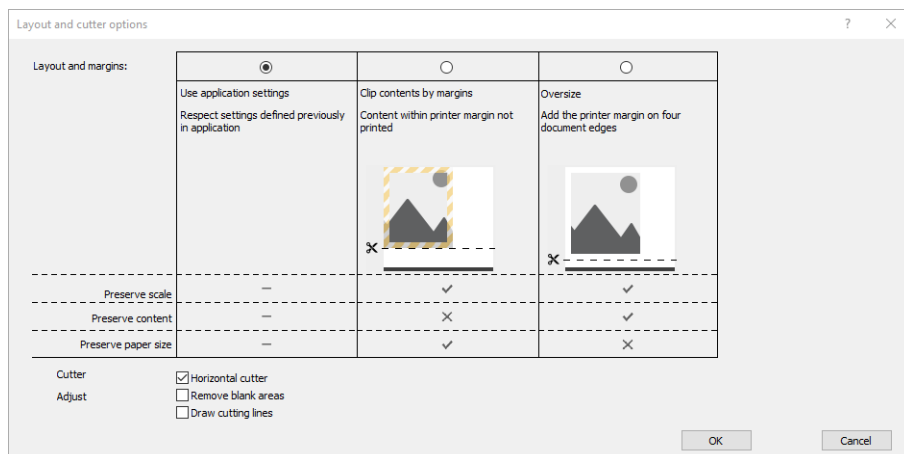 Layout and cutter options
Layout and margins:
Use application settings
Respect settings defined previously
in application
Clip contents by margins
Content within printer margin not
printed
Oversize
Add the printer margin on four
document edges
Preserve scale
Preserve content
Preserve paper size
Cutter
Horizontal cutter
Adjust
Remove blank areas
Draw cutting lines
OK
Cancel